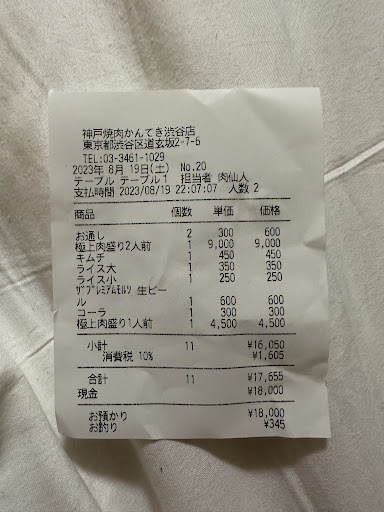 神戸焼肉かんてき渋谷店
東京都渋谷区道玄坂2-7-6
TEL:03-3461-1029
2023年 8月 19日(土) No.20
テーブル テーブル1 担当者 肉仙人
支払時間 2023/08/19 22:07:07 人数 2
商品 個数 単価 価格
お通し 2 300 600
極上肉盛り2人前 1 9,000 9,000
キムチ 1 450 450
ライス大 1 350 350
ライス小 1 250 250
ｻﾞﾌﾟﾚﾐｱﾑﾓﾙﾂ 生ビー
ル 1 600 600
コーラ 1 300 300
極上肉盛り1人前 1 4,500 4,500
小計 11 ¥16,050
消費税 10% ¥1,605
合計 11 ¥17,655
現金 ¥18,000
お預かり ¥18,000
お釣り ¥345